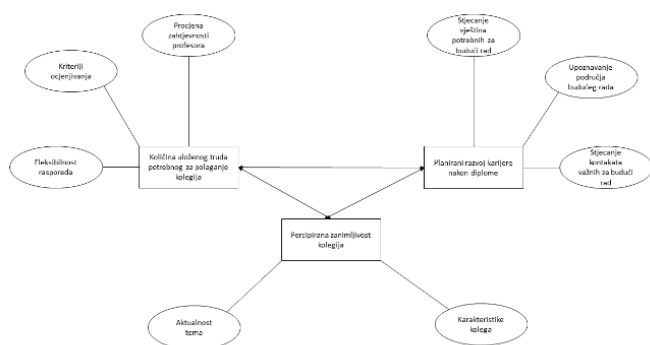 Procjena
zahtjevnosti
profesora
Stjecanje
vještina
potrebnih za
budući rad
Kriteriji
ocjenjivanja
Upoznavanje
područja
budućeg rada
Fleksibilnost
rasporeda
Količina uloženog truda
potrebnog za polaganje
kolegija
Planirani razvoj karijere
nakon diplome
Stjecanje
kontakata
važnih za budući
rad
Percipirana zanimljivost
kolegija
Aktualnost
tema
Karakteristike
kolega